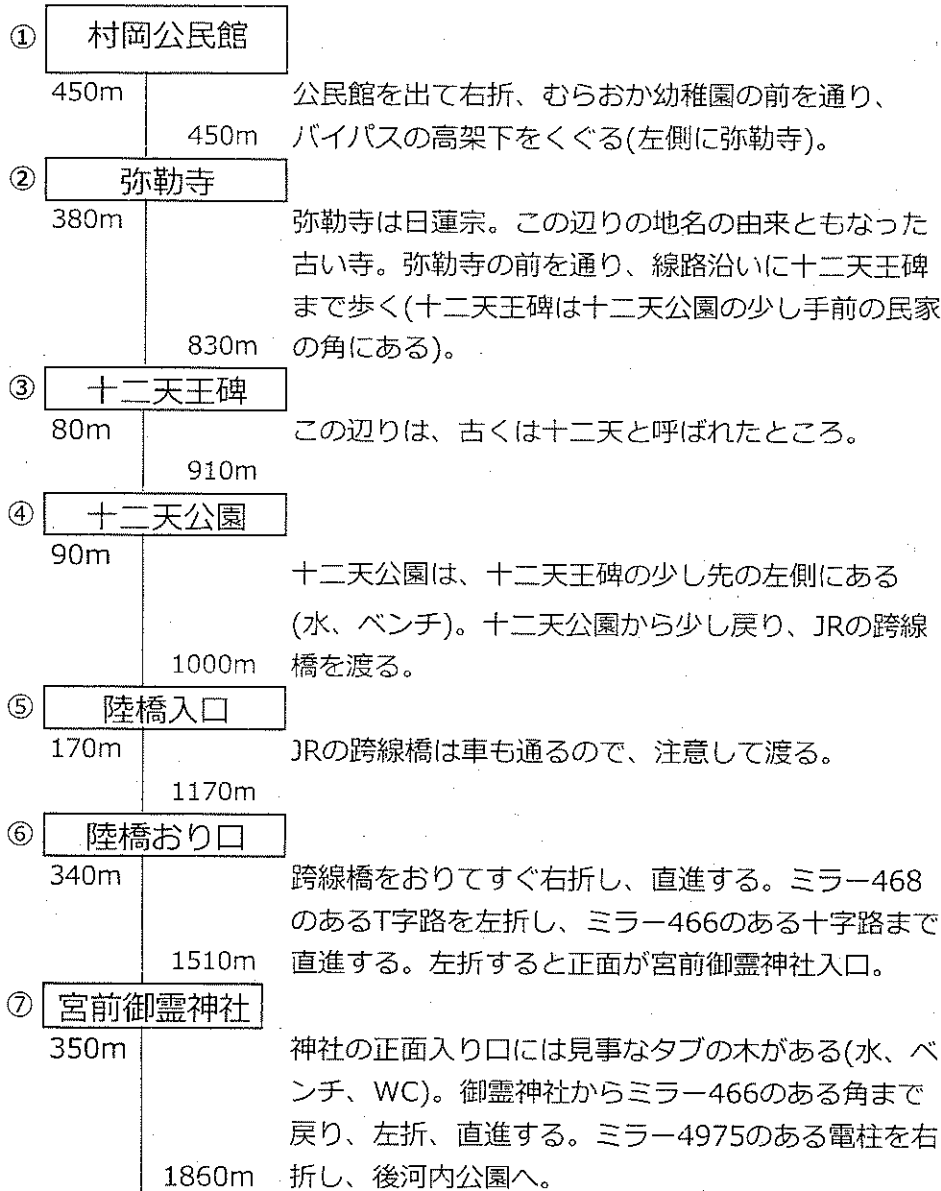 ① 村岡公民館
450m 公民館を出て右折、むらおか幼稚園の前を通り、
450m バイパスの高架下をくぐる(左側に弥勒寺)。
② 弥勒寺
380m 弥勒寺は日蓮宗。この辺りの地名の由来ともなった
古い寺。弥勒寺の前を通り、線路沿いに十二天王碑
まで歩く(十二天王碑は十二天公園の少し手前の民家
830m の角にある)。
③ 十二天王碑
80m この辺りは、古くは十二天と呼ばれたところ。
910m
④ 十二天公園
90m
十二天公園は、十二天王碑の少し先の左側にある
(水、ベンチ)。十二天公園から少し戻り、JRの跨線
1000m 橋を渡る。
⑤ 陸橋入口
170m JRの跨線橋は車も通るので、注意して渡る。
1170m
⑥ 陸橋おり口
340m 跨線橋をおりてすぐ右折し、直進する。ミラー468
のあるT字路を左折し、ミラー466のある十字路まで
1510m 直進する。左折すると正面が宮前御霊神社入口。
⑦ 宮前御霊神社
350m 神社の正面入り口には見事なタブの木がある(水、ベ
ンチ、WC)。御霊神社からミラー466のある角まで
戻り、左折、直進する。ミラー4975のある電柱を右
1860m 折し、後河内公園へ。